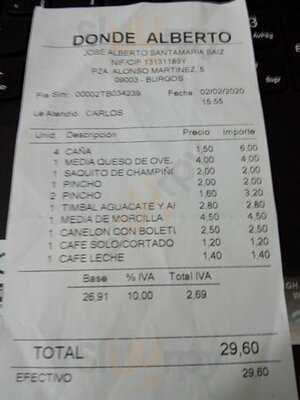 DONDE ALBERTO
JOSE ALBERTO SANTAMARIA SAIZ
NIF/CIF 13131189Y
PZA. ALONSO MARTINEZ, 5
09003 - BURGOS
Fra Sim: 00002TB034239 Fecha: 02/02/2020
15:55
Le Atendió CARLOS
Unid. Descripción Precio Importe
4 CAÑA 1,50 6,00
1 MEDIA QUESO DE OVE 4,00 4,00
1 SAQUITO DE CHAMPIÑ 2,00 2,00
1 PINCHO 2,00 2,00
2 PINCHO 1,60 3,20
1 TIMBAL AGUACATE Y 2,80 2,80
1 MEDIA DE MORCILLA 4,50 4,50
1 CANELON CON BOLET 2,50 2,50
1 CAFE SOLO/CORTADO 1,20 1,20
1 CAFE LECHE 1,40 1,40
Base % IVA Total IVA
26,91 10,00 2,69
TOTAL 29,60
EFECTIVO 29,60